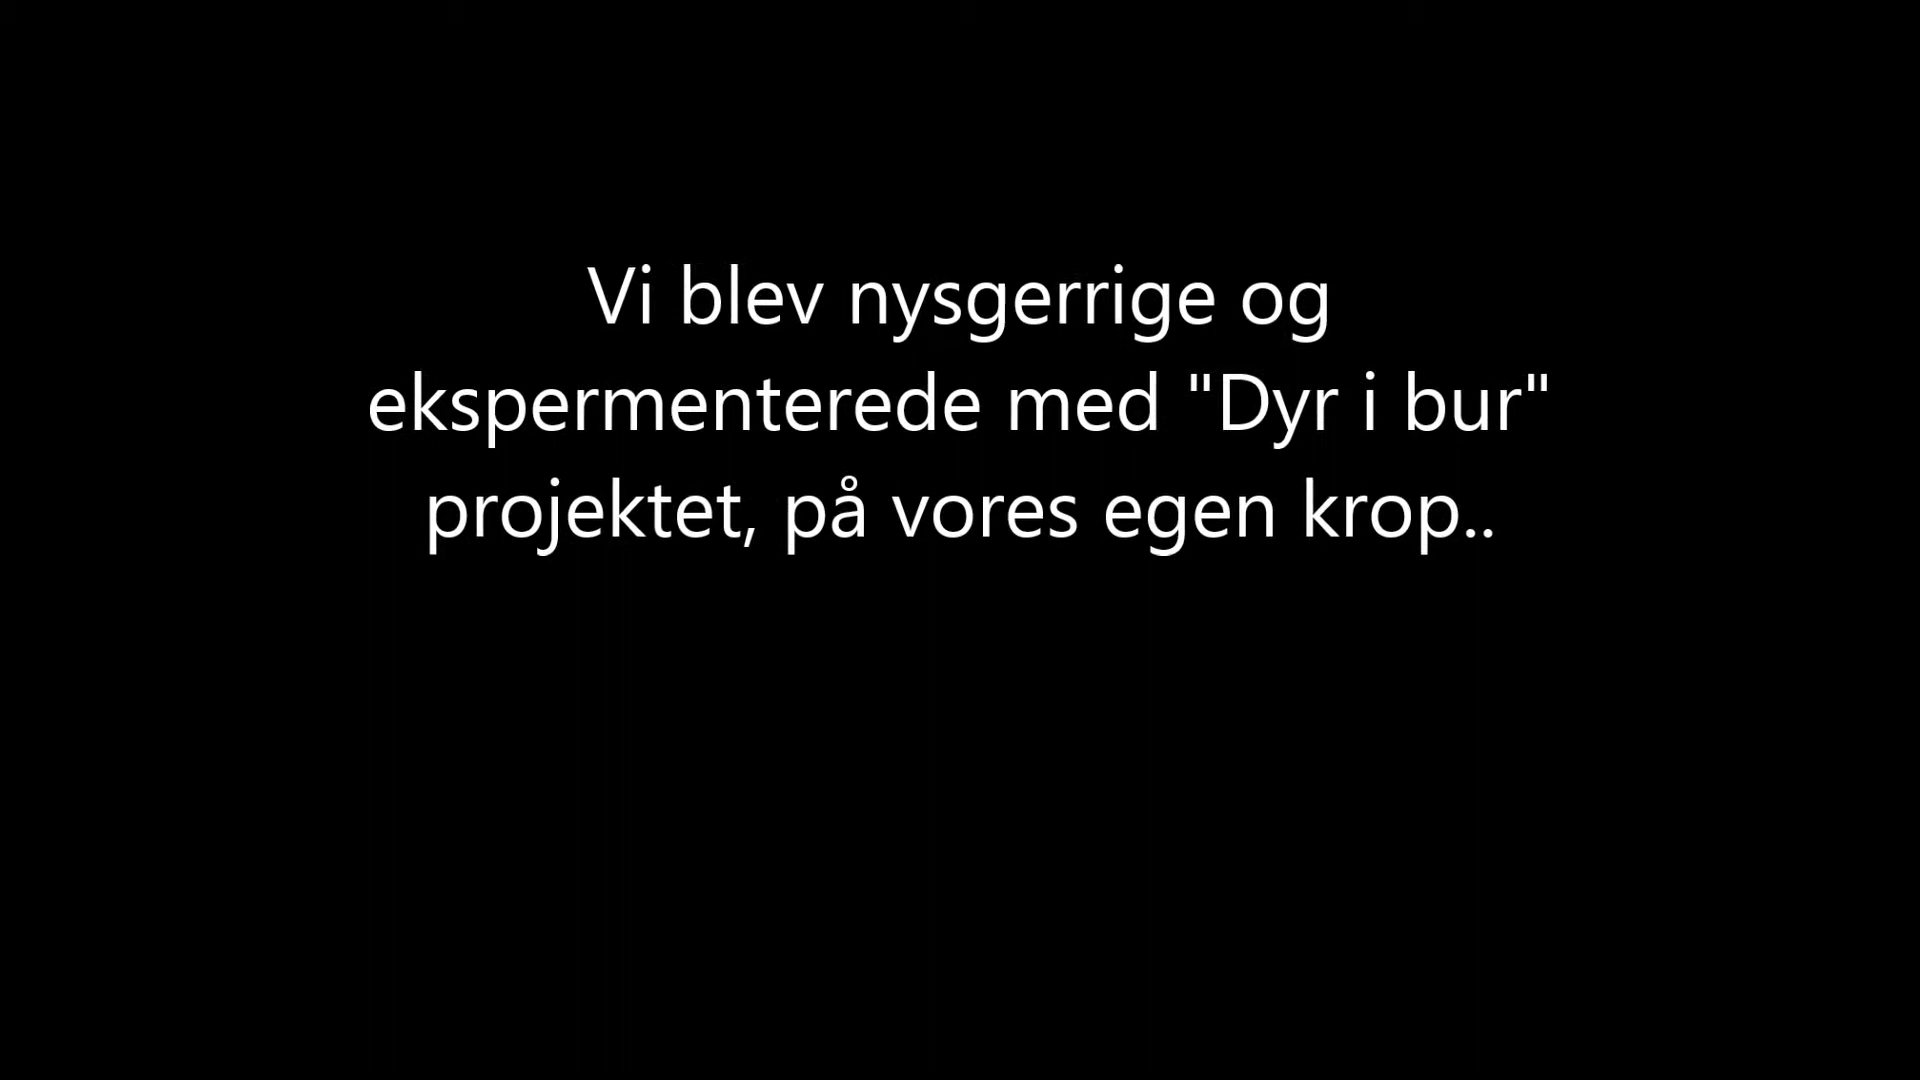 Vi blev nysgerrige og
ekspermenterede med "Dyr i bur"
projektet, på vores egen krop..